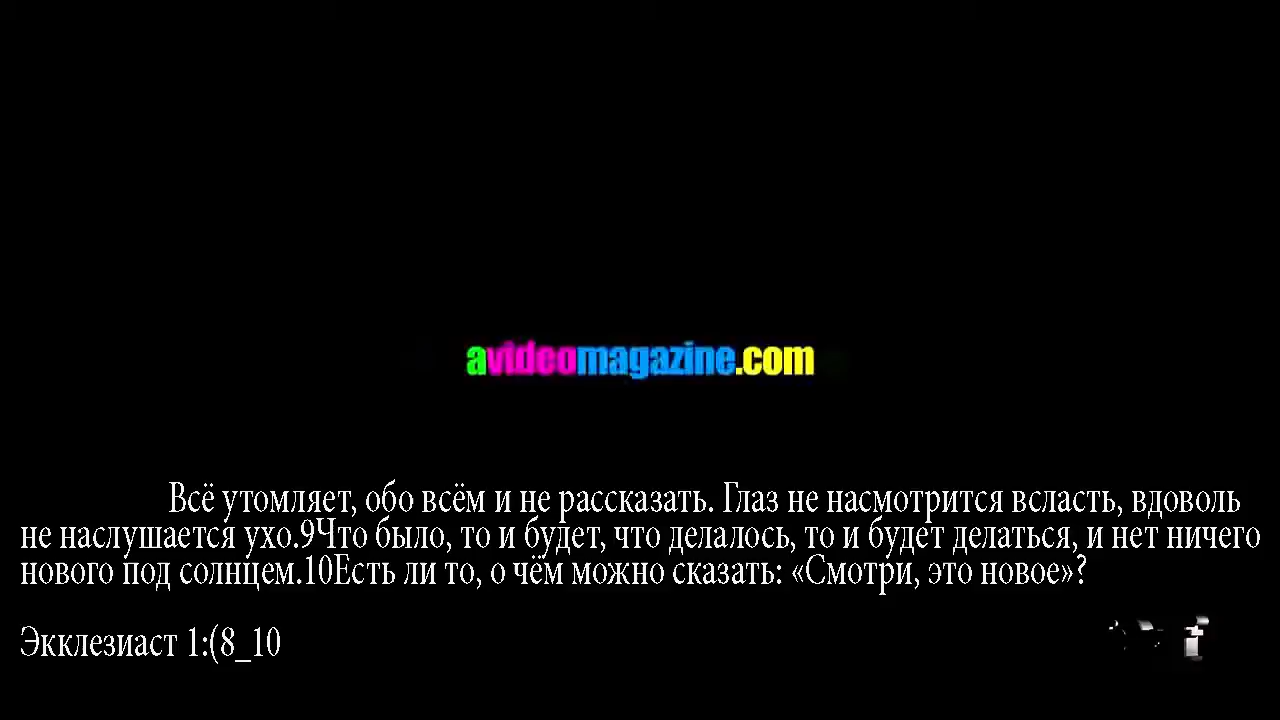 avideomagazine.com
Всё утомляет, обо всём и не рассказать. Глаз не насмотрится всласть, вдоволь
не наслушается ухо.9Что было, то и будет, что делалось, то и будет делаться, и нет ничего
нового под солнцем.10Есть ли то, о чём можно сказать: «Смотри, это новое»?
Экклезиаст 1:(8_10